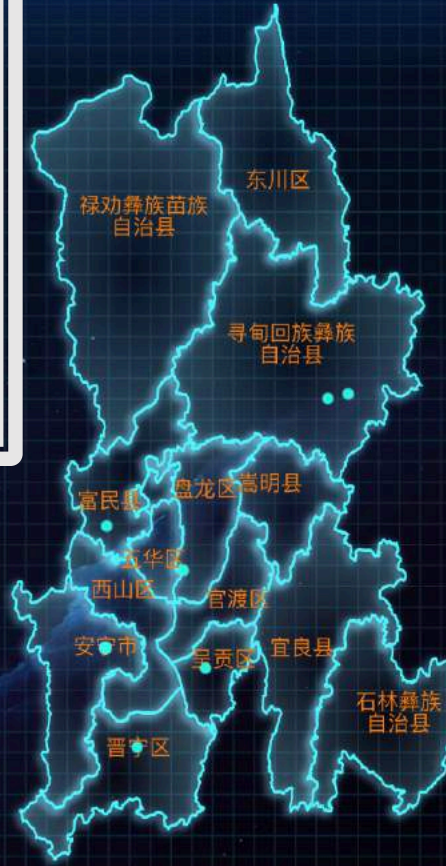 东川区
禄劝彝族苗族
自治县
寻甸回族彝族
自治县
盘龙区
嵩明县
富民县
五华区
西山区
官渡区
安宁市
呈贡区
宜良县
石林彝族
自治县
晋宁区